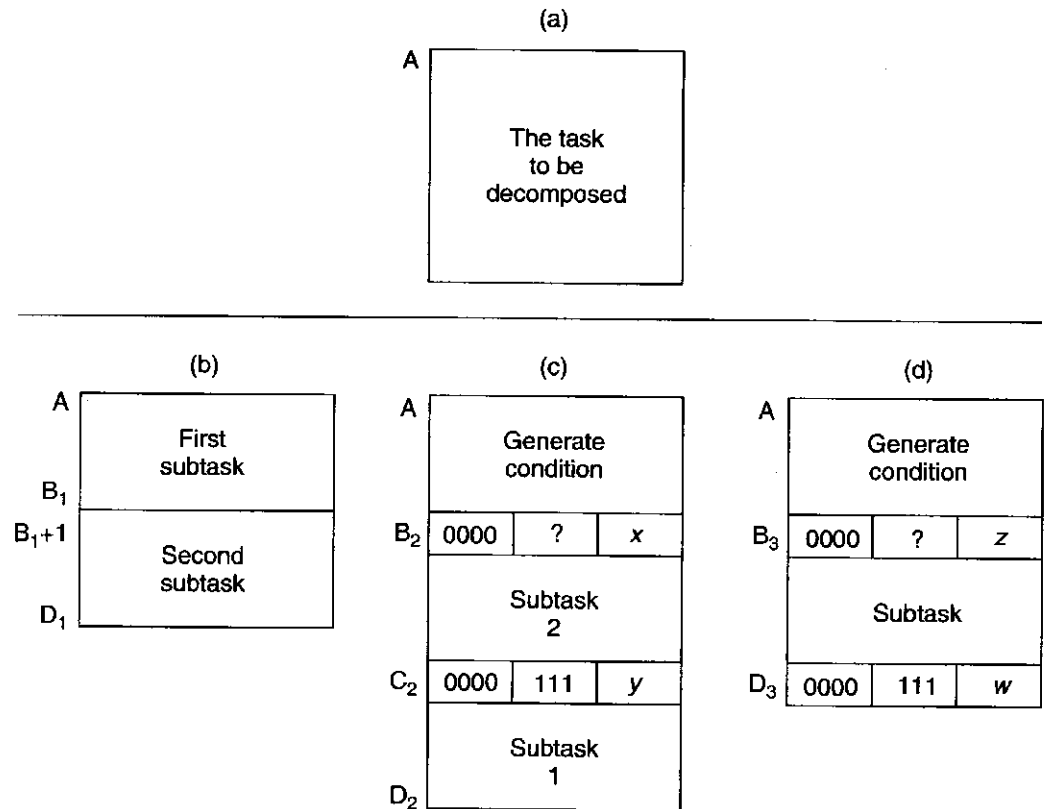 (a)
A
The task
to be
decomposed
(b)
A
First
subtask
B₁
B₁+1
Second
subtask
D₁
(c)
A
Generate
condition
B₂ 0000 ? x
Subtask
2
C₂ 0000 111 y
Subtask
1
D₂
(d)
A
Generate
condition
B₃ 0000 ? z
Subtask
D₃ 0000 111 w